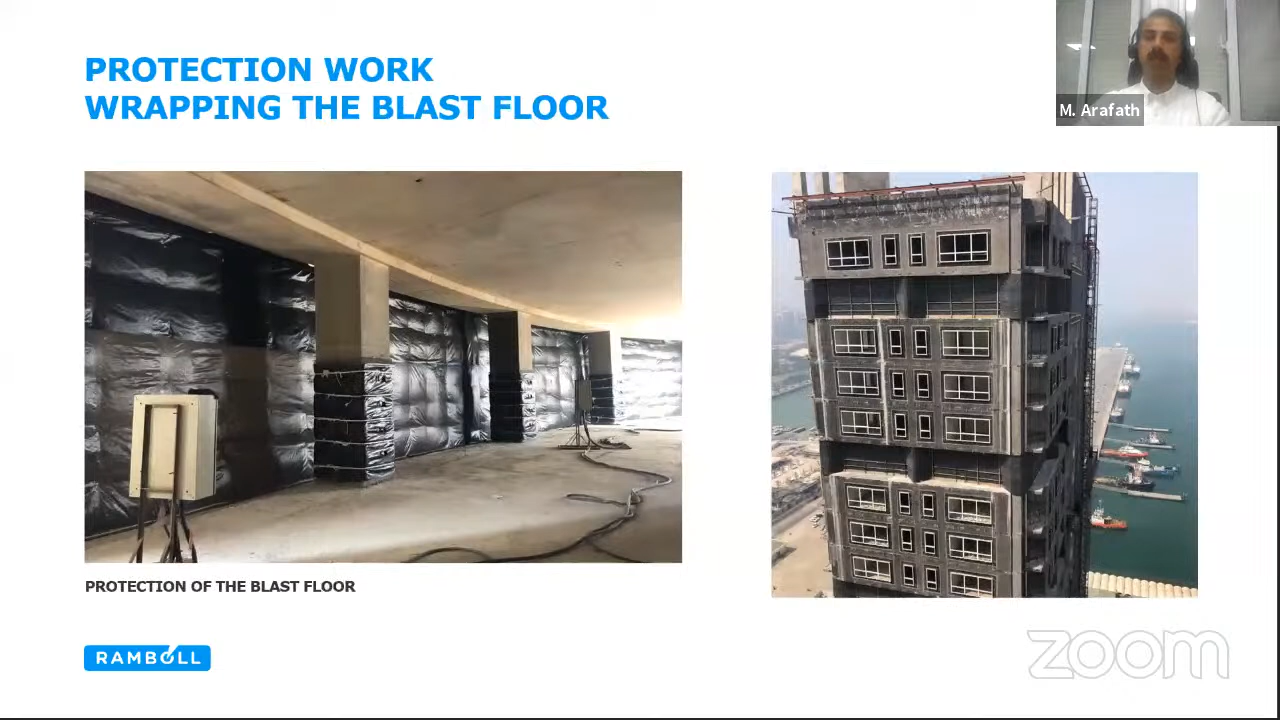 PROTECTION WORK
WRAPPING THE BLAST FLOOR
M. Arafath
PROTECTION OF THE BLAST FLOOR
RAMBOLL
zoom